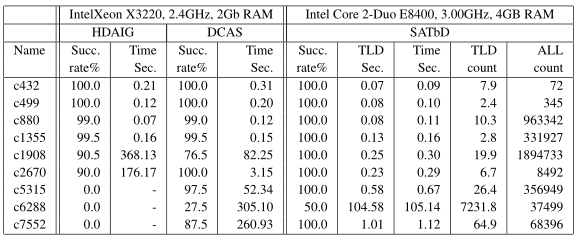 IntelXeon X3220, 2.4GHz, 2Gb RAM Intel Core 2-Duo E8400, 3.00GHz, 4GB RAM
HDAIG DCAS SATbD
Name Succ. Time Succ. Time Succ. TLD Time TLD ALL
rate% Sec. rate% Sec. rate% Sec. Sec. count count
c432 100.0 0.21 100.0 0.31 100.0 0.07 0.09 7.9 72
c499 100.0 0.12 100.0 0.20 100.0 0.08 0.10 2.4 345
c880 99.0 0.07 99.0 0.12 100.0 0.08 0.11 10.3 963342
c1355 99.5 0.16 99.5 0.15 100.0 0.13 0.16 2.8 331927
c1908 90.5 368.13 76.5 82.25 100.0 0.25 0.30 19.9 1894733
c2670 90.0 176.17 100.0 3.15 100.0 0.23 0.29 6.7 8492
c5315 0.0 - 97.5 52.34 100.0 0.58 0.67 26.4 356949
c6288 0.0 - 27.5 305.10 50.0 104.58 105.14 7231.8 37499
c7552 0.0 - 87.5 260.93 100.0 1.01 1.12 64.9 68396